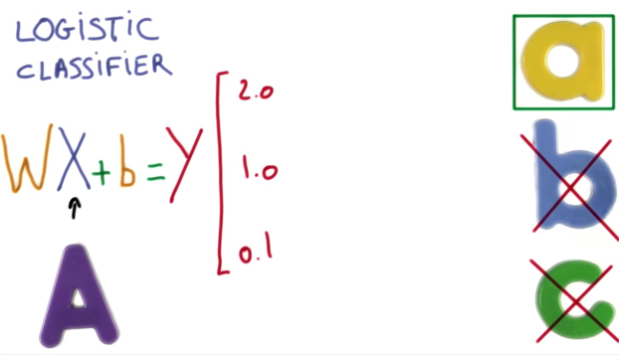 LOGISTIC
CLASSIFIER
WX+b=Y
2.0
1.0
0.1
A
a
b
c